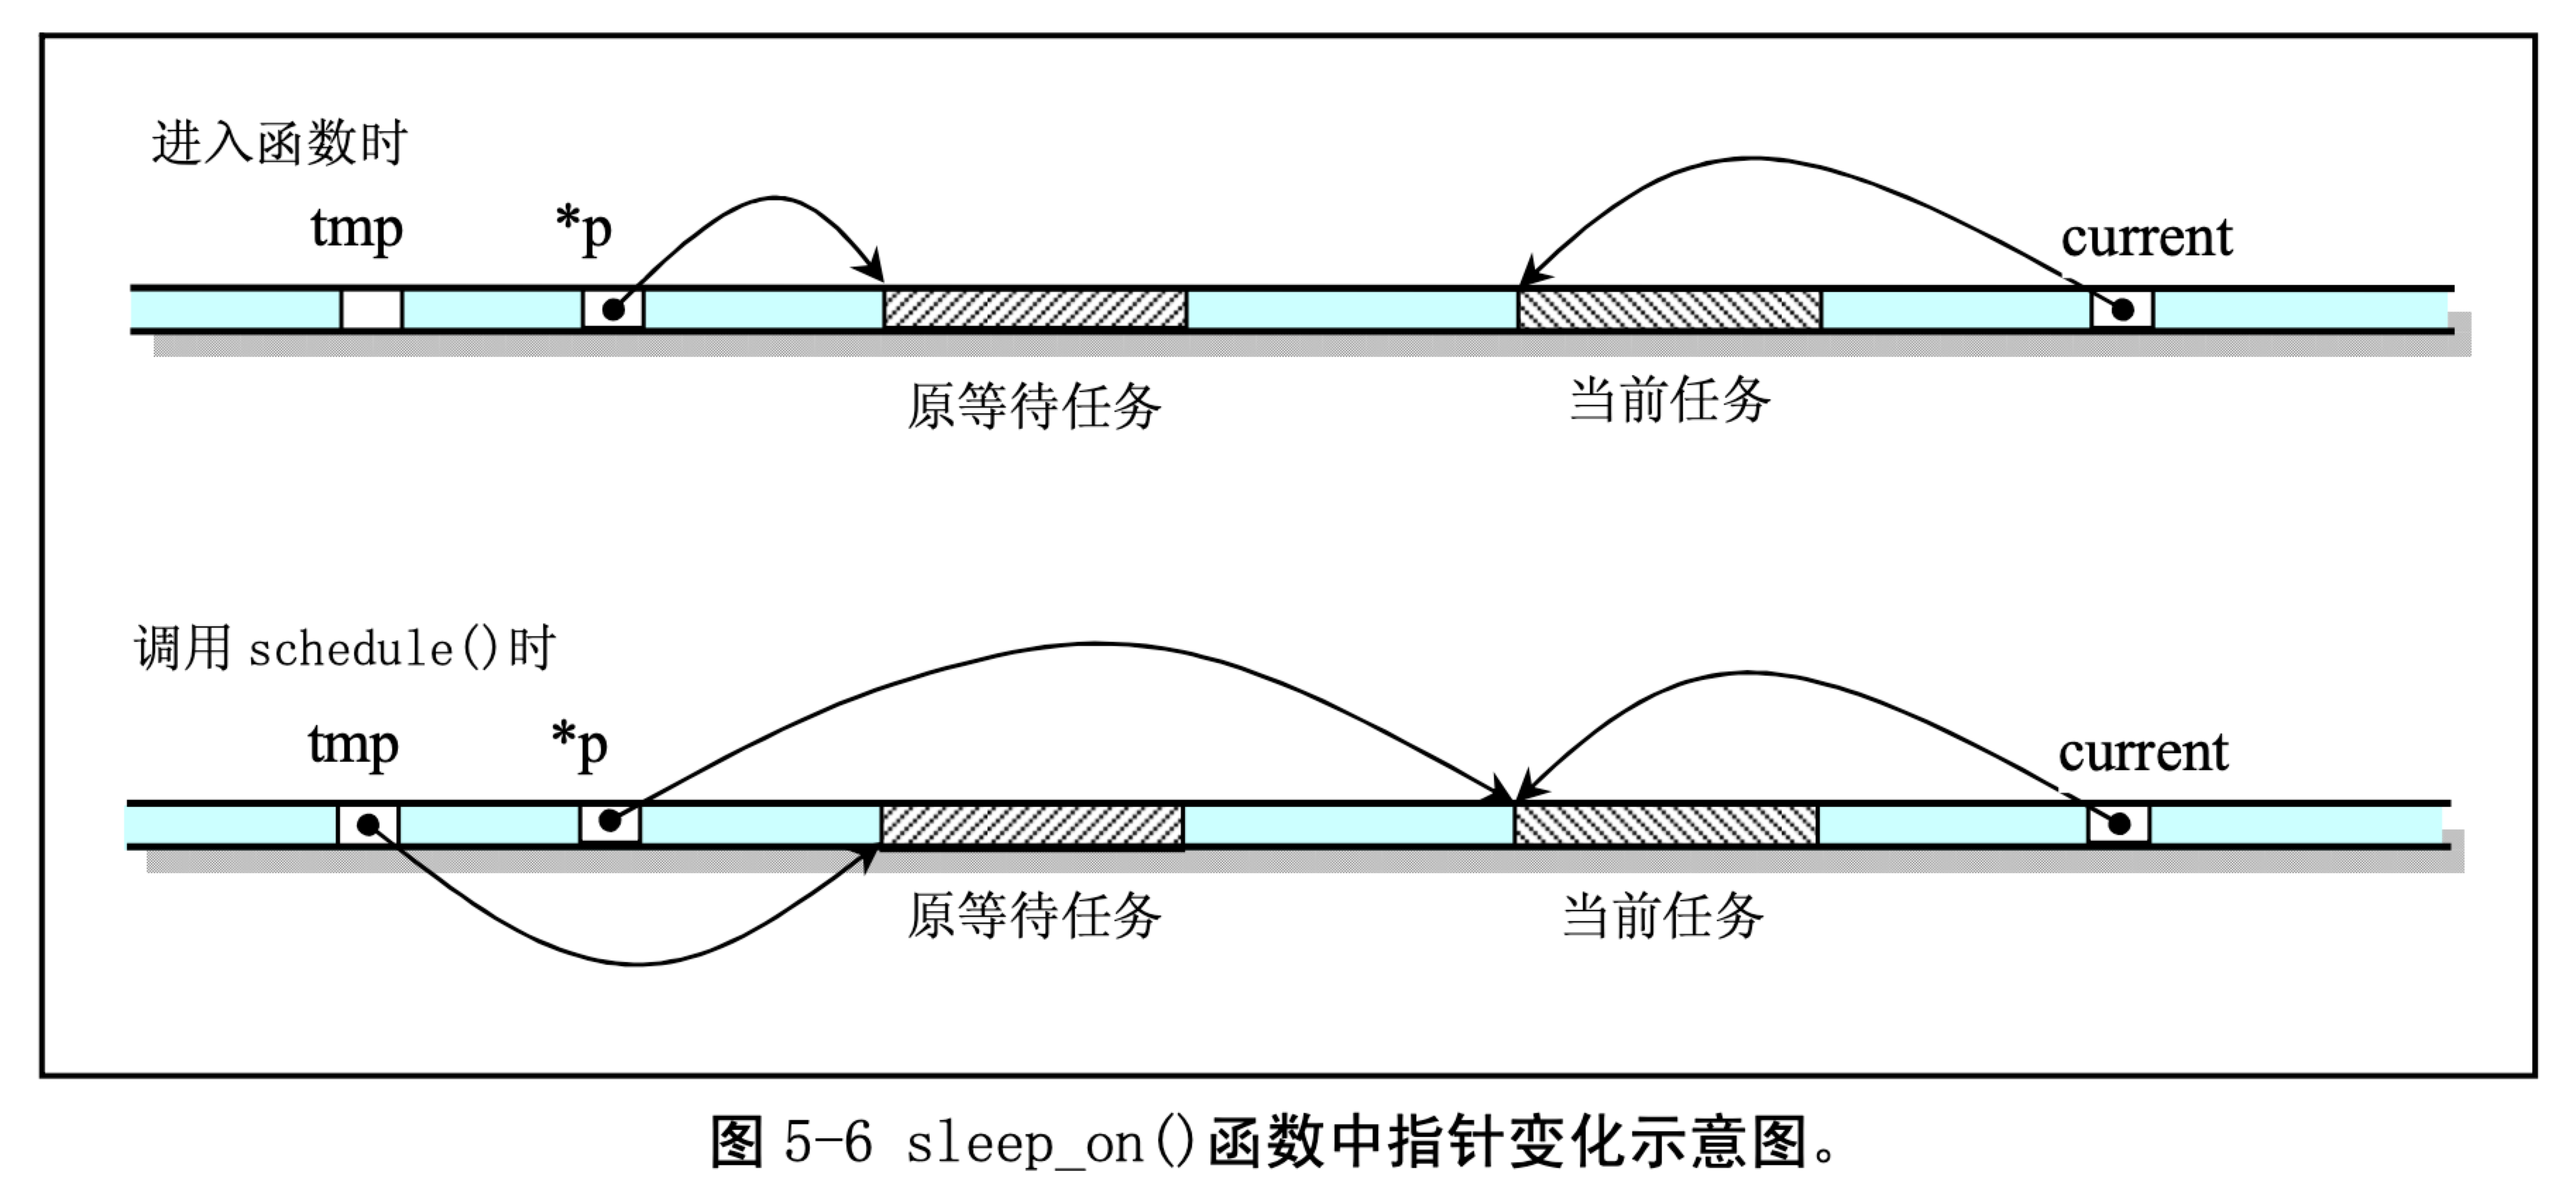 进入函数时
tmp *p current
原等待任务 当前任务
调用 schedule()时
tmp *p current
原等待任务 当前任务
图 5-6 sleep_on()函数中指针变化示意图。